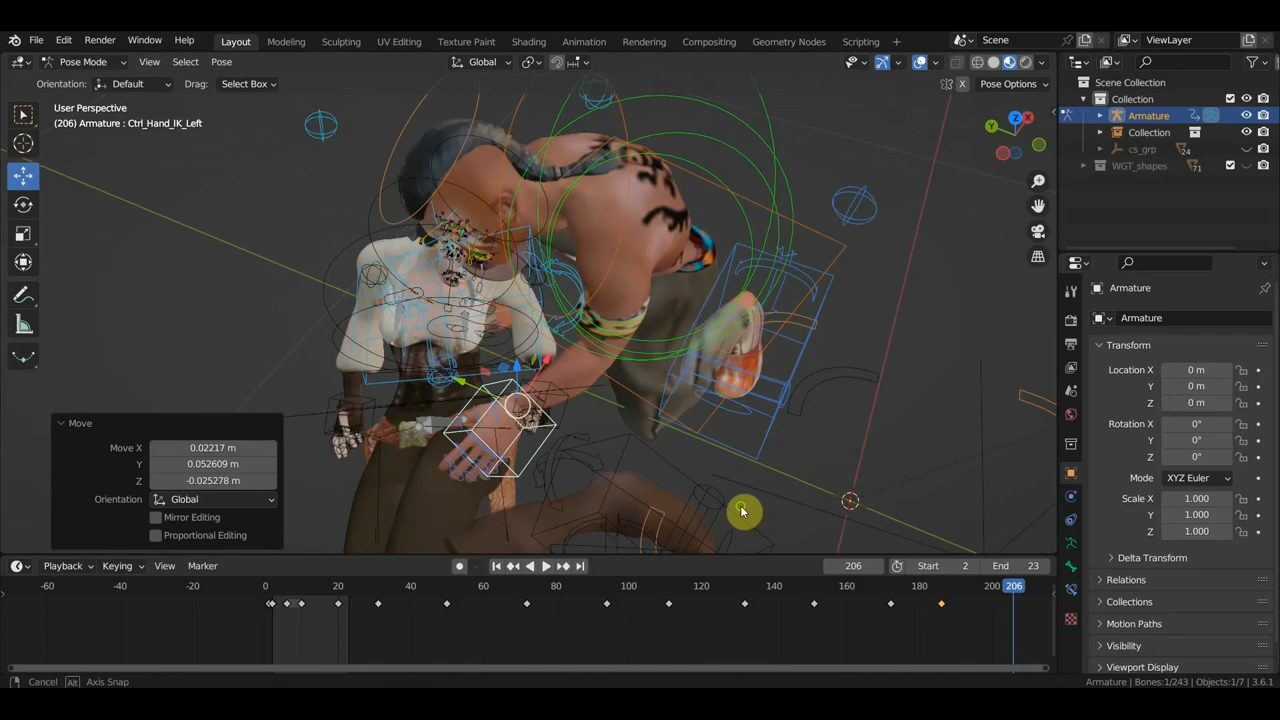 File Edit Render Window Help Layout Modeling Sculpting UV Editing Texture Paint Shading Animation Rendering Compositing Geometry Nodes Scripting + Scene ViewLayer
Pose Mode View Select Pose Global
Orientation: Default Drag: Select Box X Pose Options
User Perspective
(206) Armature : Ctrl_Hand_IK_Left
Z
X
Y
Move
Move X 0.02217 m
Y 0.052609 m
Z -0.025278 m
Orientation Global
Mirror Editing
Proportional Editing
Scene Collection
Collection
Armature
Collection
cs_grp 24
WGT_shapes 71
Armature
Armature
Transform
Location X 0 m
Y 0 m
Z 0 m
Rotation X 0°
Y 0°
Z 0°
Mode XYZ Euler
Scale X 1.000
Y 1.000
Z 1.000
Delta Transform
Relations
Collections
Motion Paths
Visibility
Viewport Display
Playback Keying View Marker 206 Start 2 End 23
-60 -40 -20 0 20 40 60 80 100 120 140 160 180 200 206
Cancel Alt Axis Snap Armature | Bones:1/243 | Objects:1/7 | 3.6.1